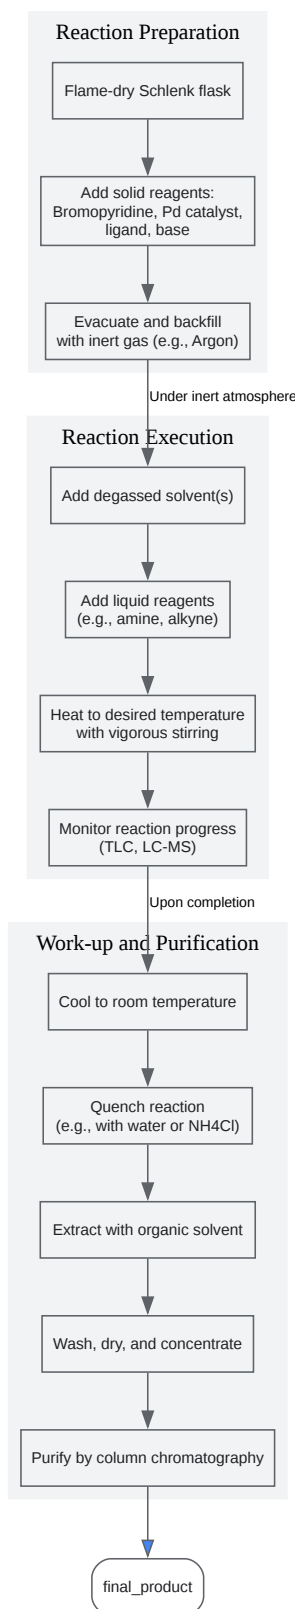 Reaction Preparation
Flame-dry Schlenk flask
Add solid reagents:
Bromopyridine, Pd catalyst,
ligand, base
Evacuate and backfill
with inert gas (e.g., Argon)
Under inert atmosphere
Reaction Execution
Add degassed solvent(s)
Add liquid reagents
(e.g., amine, alkyne)
Heat to desired temperature
with vigorous stirring
Monitor reaction progress
(TLC, LC-MS)
Upon completion
Work-up and Purification
Cool to room temperature
Quench reaction
(e.g., with water or NH4Cl)
Extract with organic solvent
Wash, dry, and concentrate
Purify by column chromatography
final_product